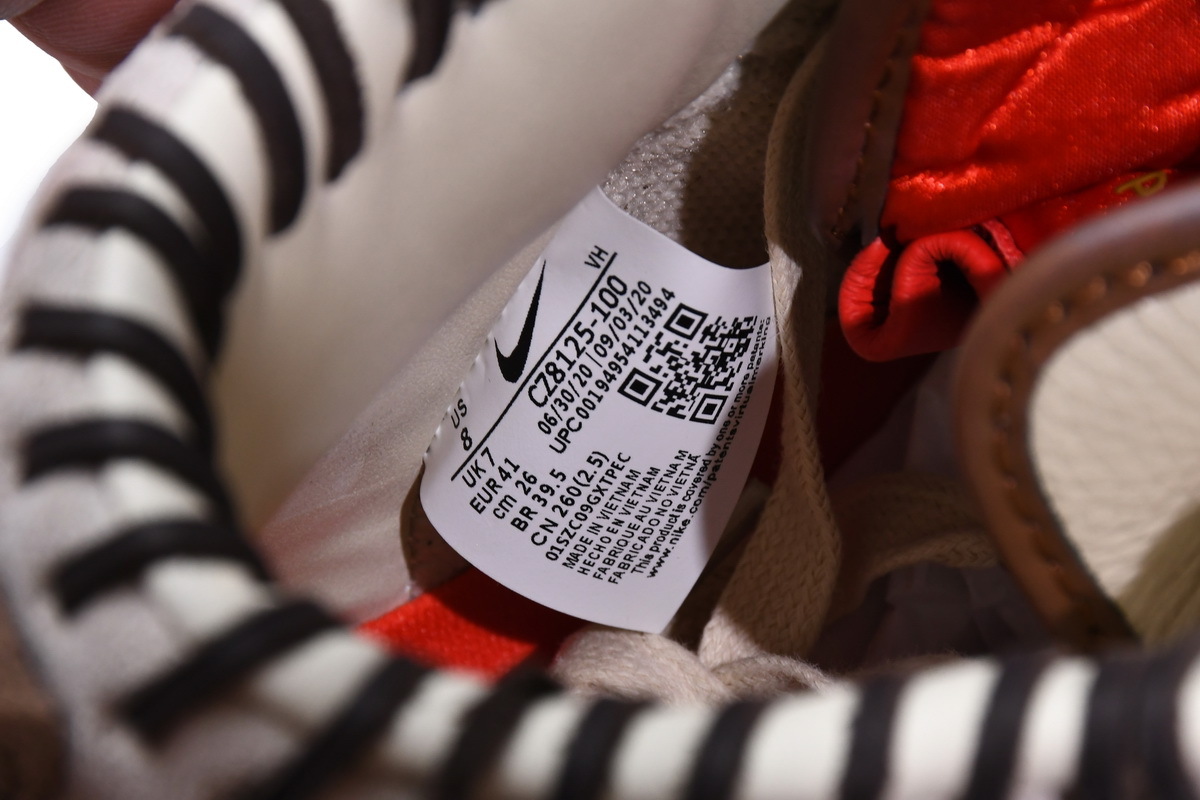 VH
CZ8125-100
06/30/20 | 09/03/20
UPC00194954113494
US
8
UK 7
EUR 41
cm 26
BR 39.5
CN 260(2.5)
01SZC09GXTPEC
MADE IN VIETNAM
HECHO EN VIETNAM
FABRIQUE AU VIETNAM
FABRICADO NO VIETNÃ
This product is covered by one or more patents:
www.nike.com/patentsvirtualmarking